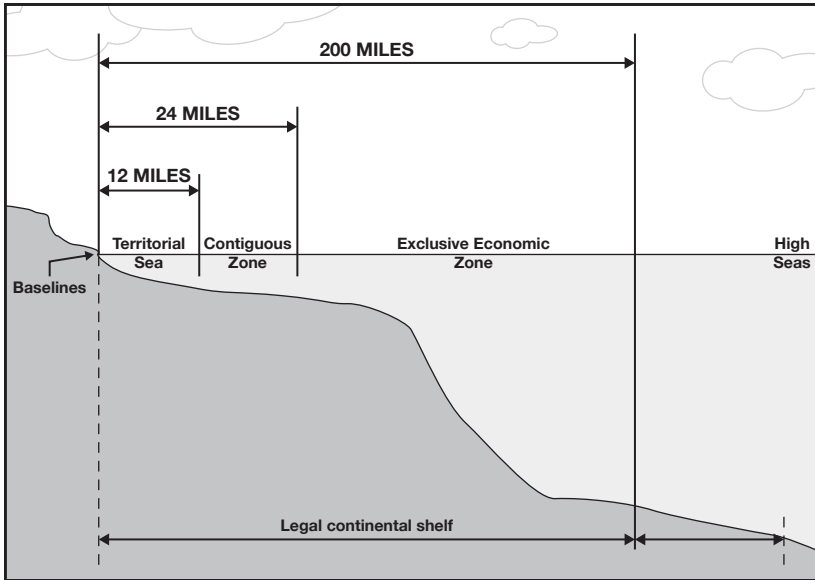 200 MILES
24 MILES
12 MILES
Territorial
Sea
Contiguous
Zone
Exclusive Economic
Zone
High
Seas
Baselines
Legal continental shelf